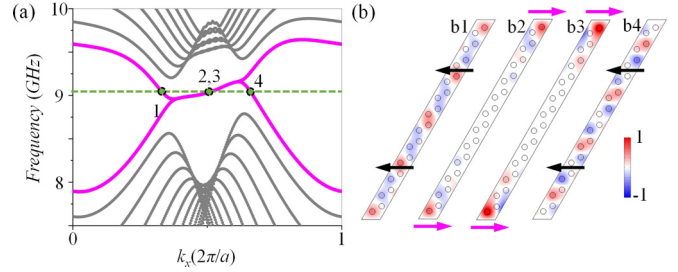 (a)
10
9
8
Frequency (GHz)
0
1
kx(2π/a)
1
2,3
4
(b)
b1
b2
b3
b4
1
-1